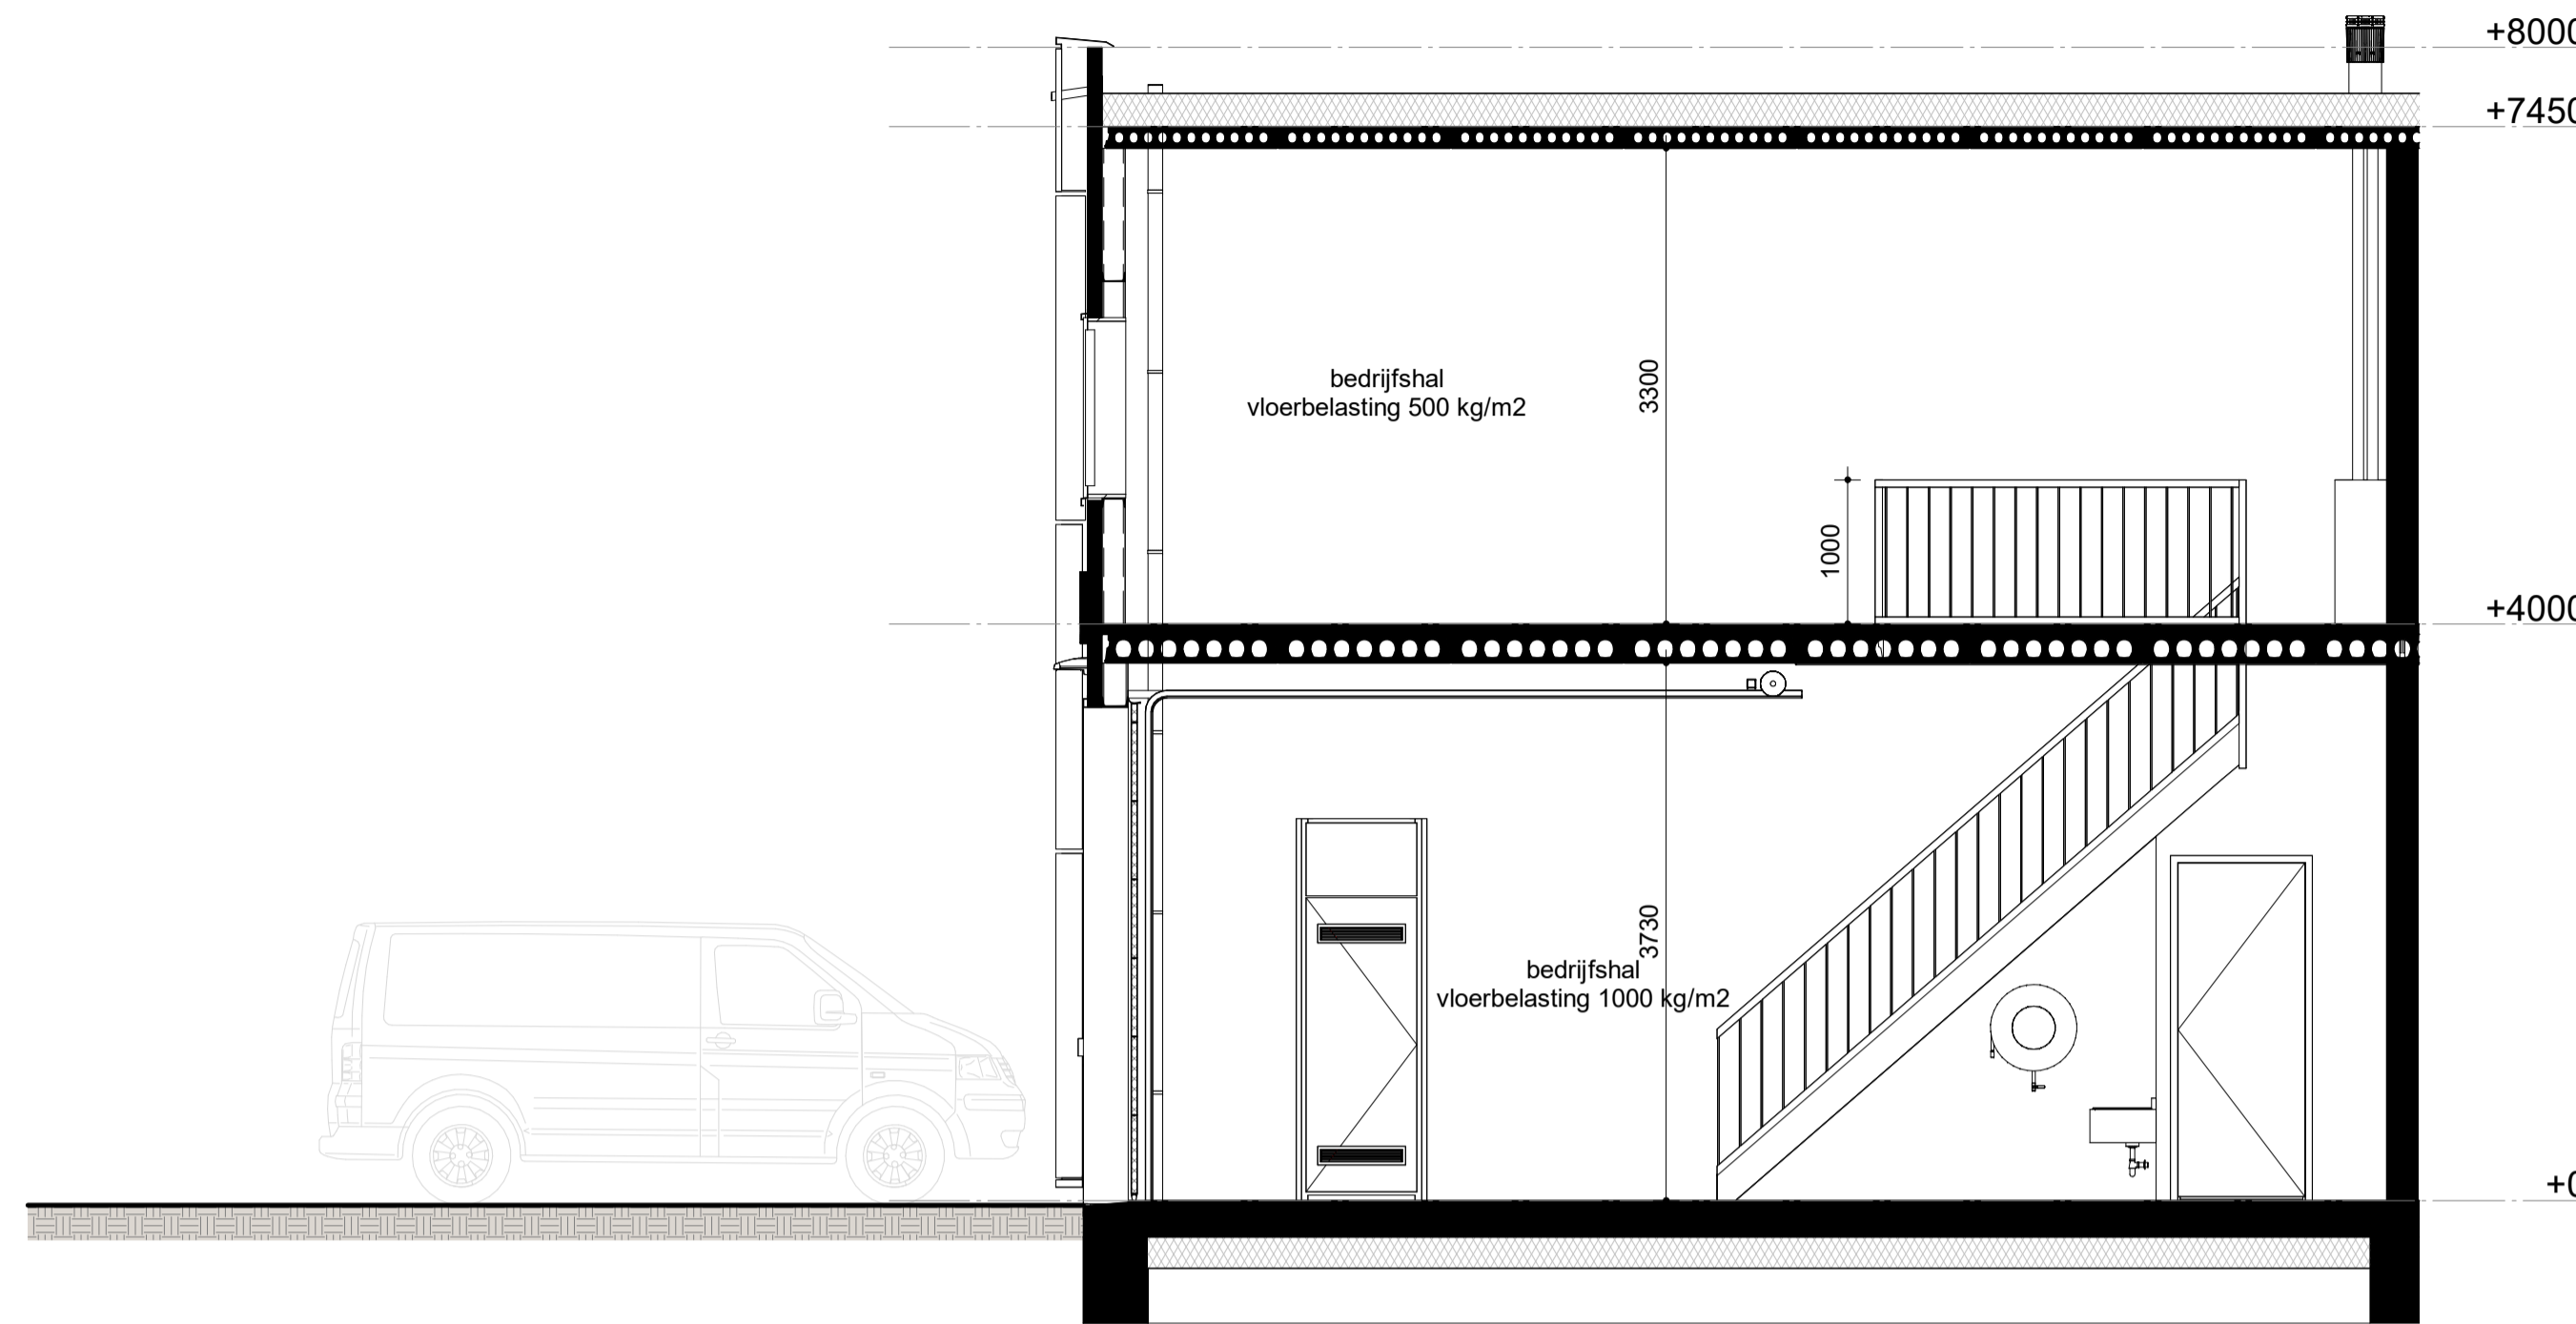 +8000
+7450
bedrijfshal
vloerbelasting 500 kg/m2
3300
1000
+4000
3730
bedrijfshal
vloerbelasting 1000 kg/m2
+0